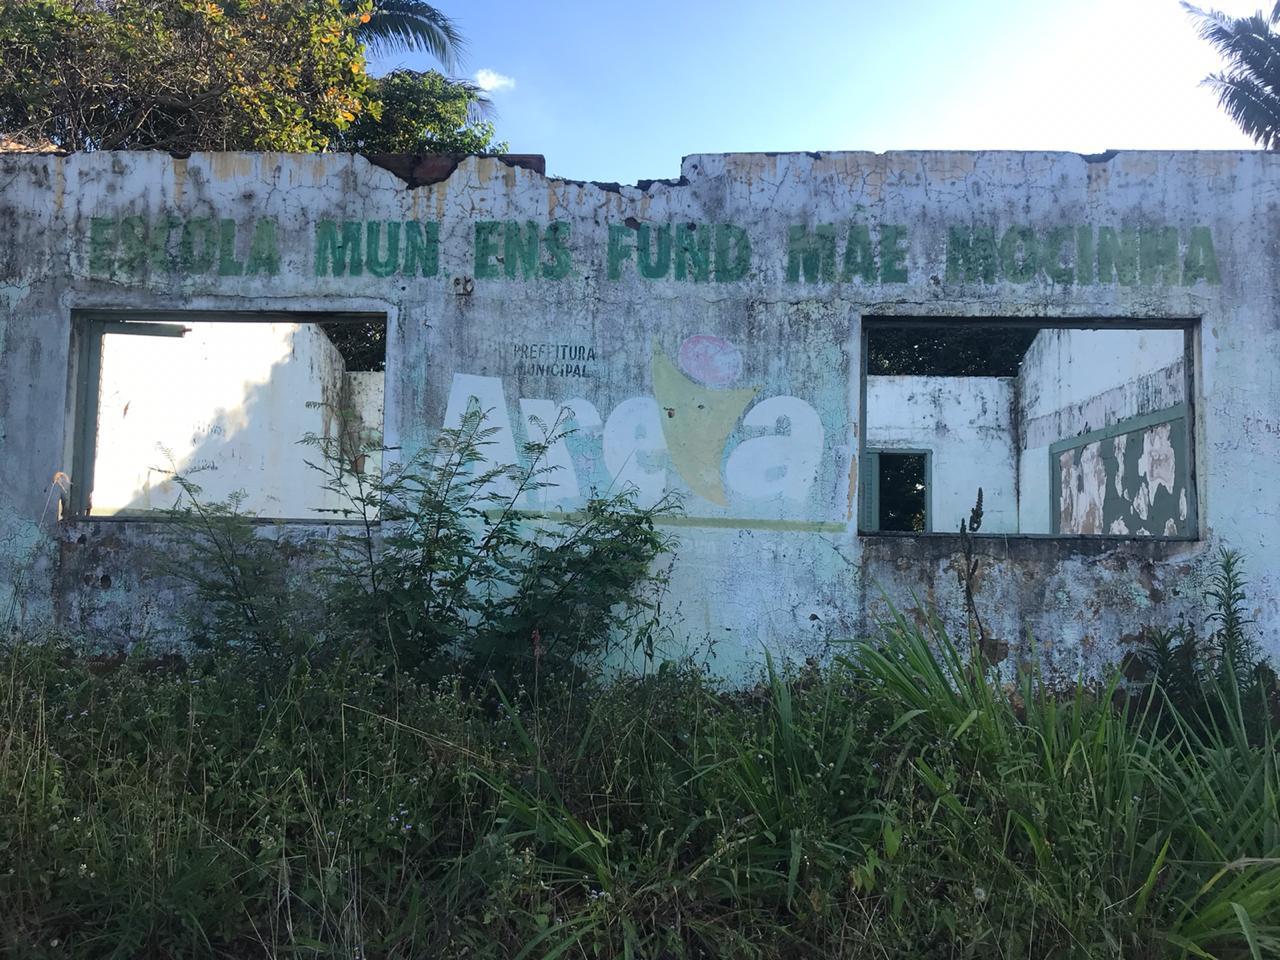 ESCOLA MUN. ENS. FUND. MÃE MOCINHA
PREFEITURA
MUNICIPAL
Areia